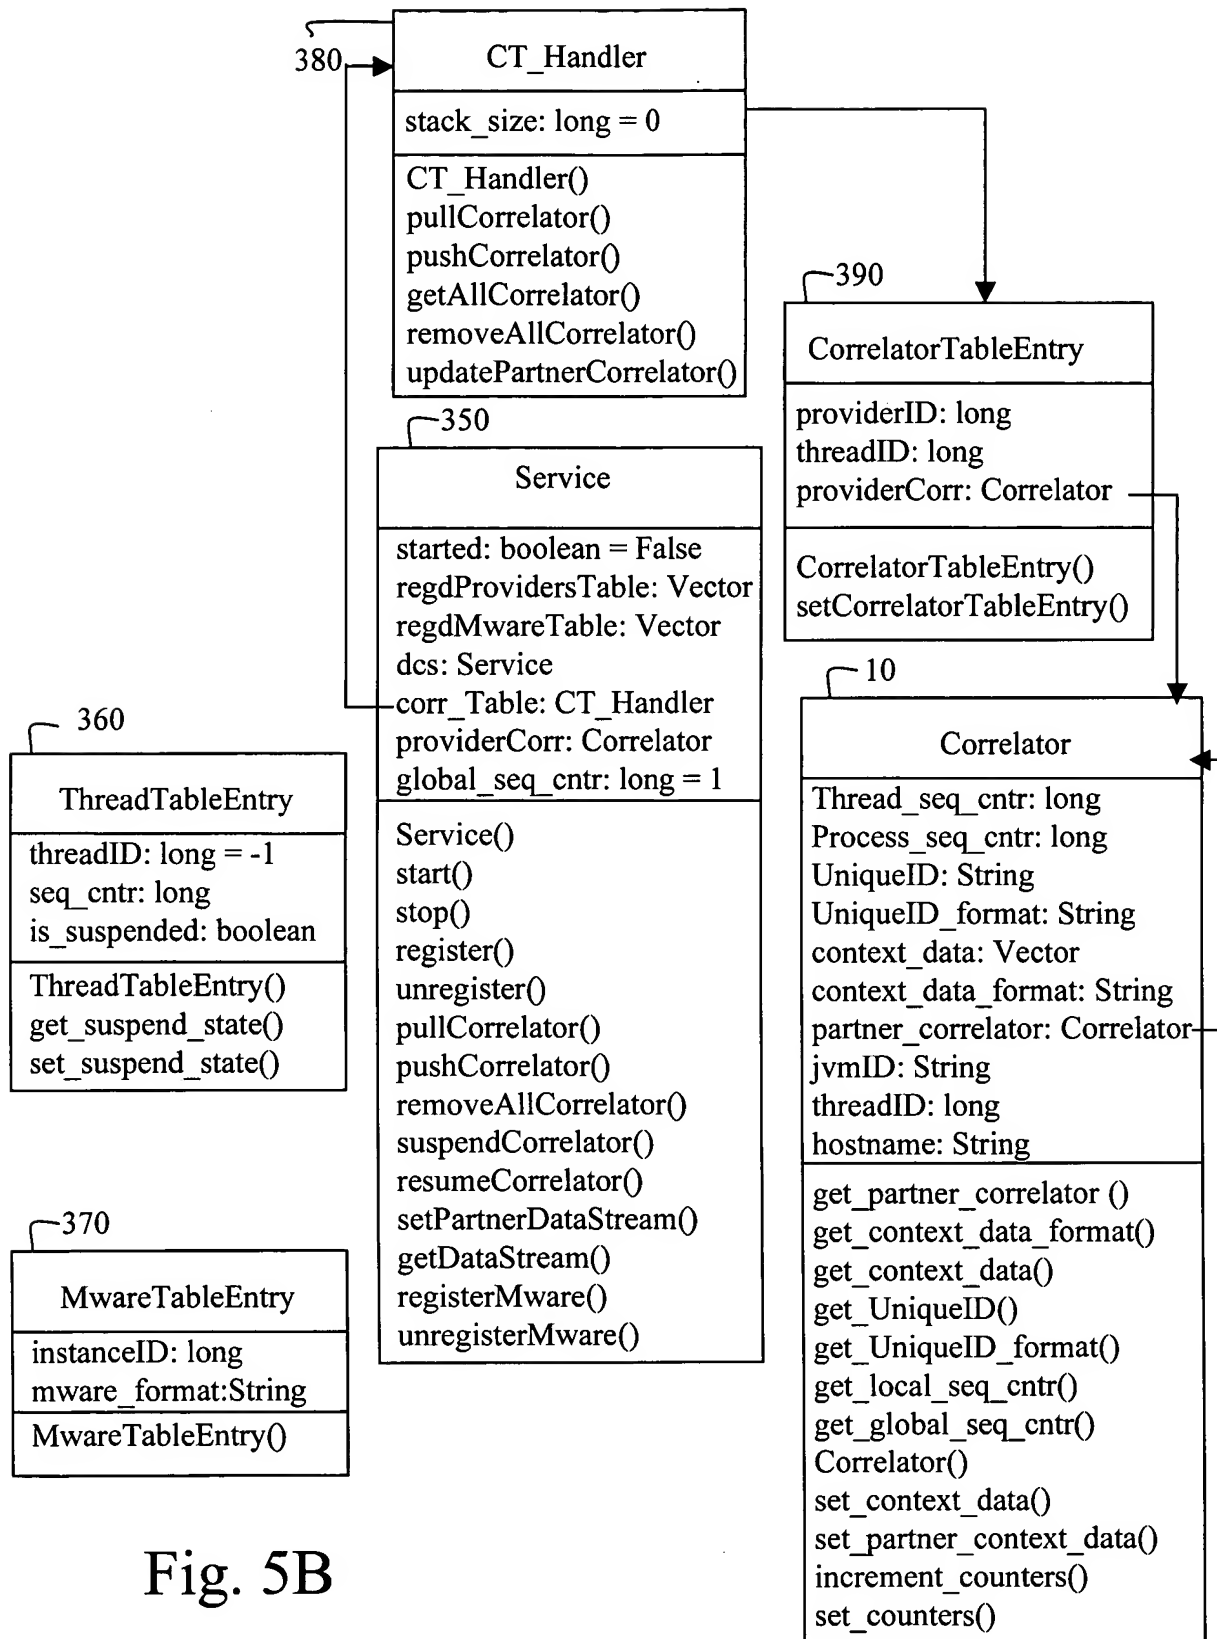 380
CT_Handler
stack_size: long = 0
CT_Handler()
pullCorrelator()
pushCorrelator()
getAllCorrelator()
removeAllCorrelator()
updatePartnerCorrelator()
390
CorrelatorTableEntry
providerID: long
threadID: long
providerCorr: Correlator
CorrelatorTableEntry()
setCorrelatorTableEntry()
350
Service
started: boolean = False
regdProvidersTable: Vector
regdMwareTable: Vector
dcs: Service
corr_Table: CT_Handler
providerCorr: Correlator
global_seq_cntr: long = 1
Service()
start()
stop()
register()
unregister()
pullCorrelator()
pushCorrelator()
removeAllCorrelator()
suspendCorrelator()
resumeCorrelator()
setPartnerDataStream()
getDataStream()
registerMware()
unregisterMware()
10
Correlator
Thread_seq_cntr: long
Process_seq_cntr: long
UniqueID: String
UniqueID_format: String
context_data: Vector
context_data_format: String
partner_correlator: Correlator
jvmID: String
threadID: long
hostname: String
get_partner_correlator ()
get_context_data_format()
get_context_data()
get_UniqueID()
get_UniqueID_format()
get_local_seq_cntr()
get_global_seq_cntr()
Correlator()
set_context_data()
set_partner_context_data()
increment_counters()
set_counters()
360
ThreadTableEntry
threadID: long = -1
seq_cntr: long
is_suspended: boolean
ThreadTableEntry()
get_suspend_state()
set_suspend_state()
370
MwareTableEntry
instanceID: long
mware_format:String
MwareTableEntry()
Fig. 5B